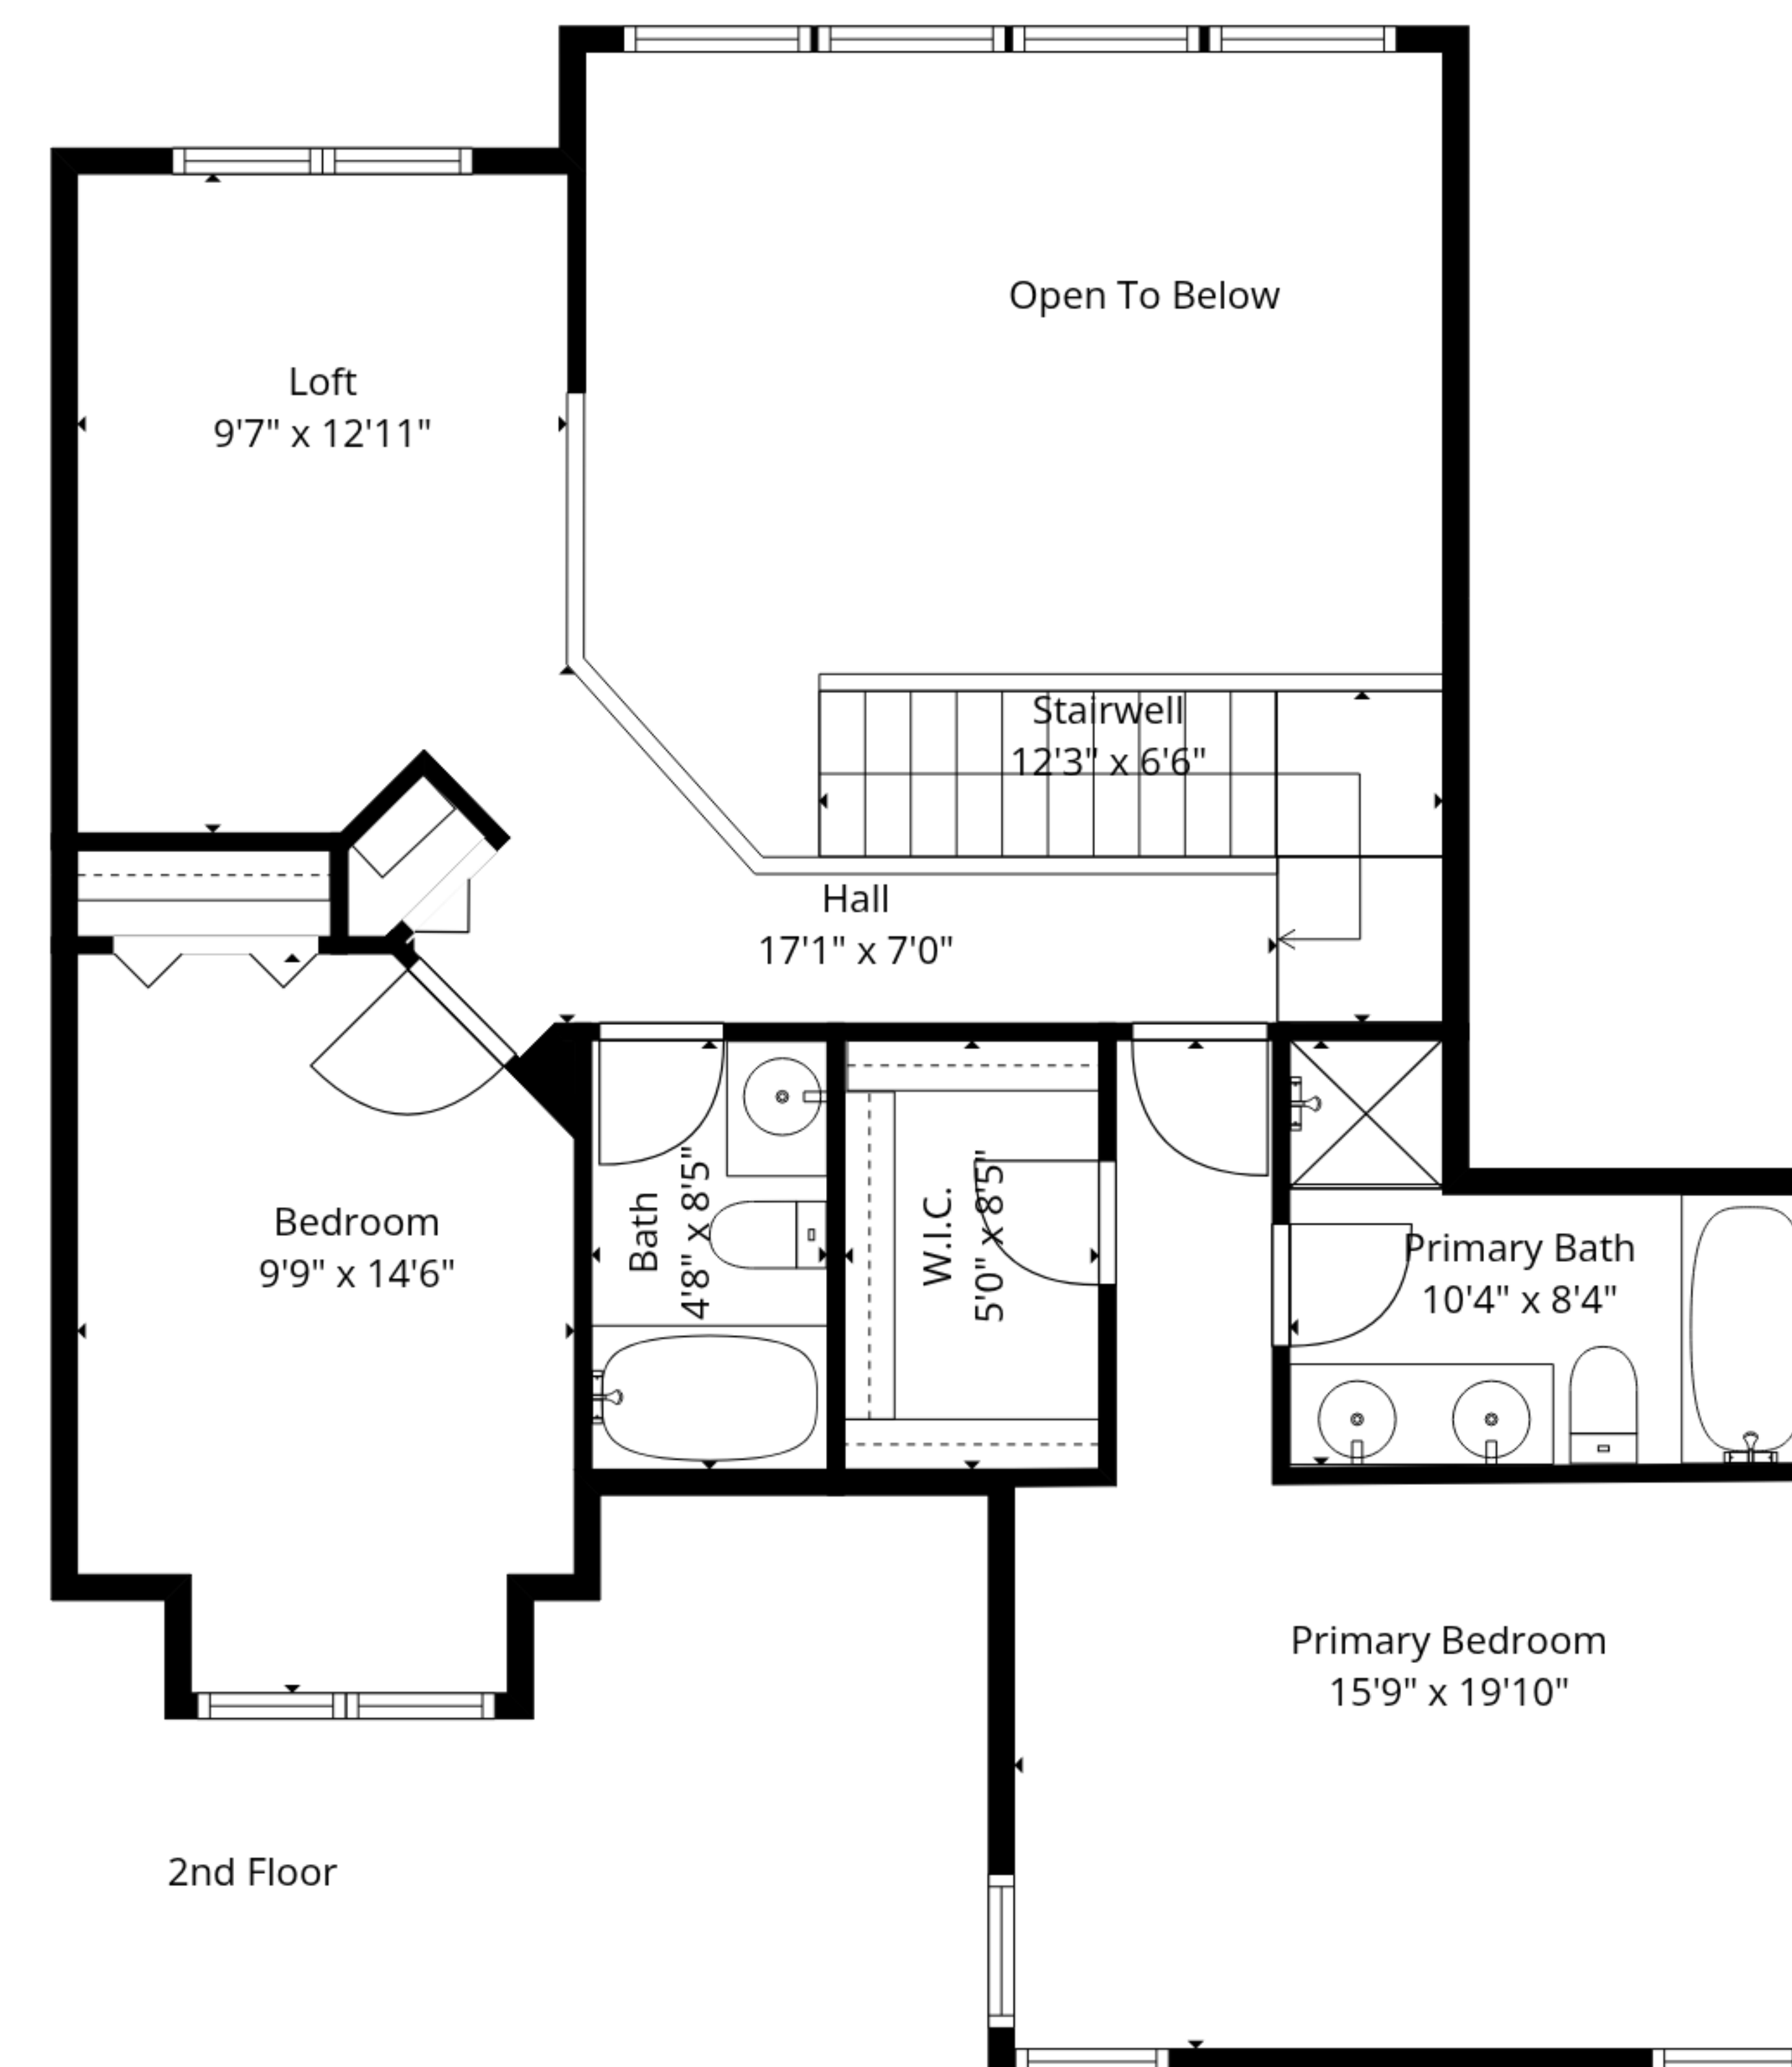 Open To Below
Loft
9'7" x 12'11"
Stairwell
12'3" x 6'6"
Hall
17'1" x 7'0"
Bedroom
9'9" x 14'6"
Bath
4'8" x 8'5"
W.I.C.
5'0" x 8'5"
Primary Bath
10'4" x 8'4"
Primary Bedroom
15'9" x 19'10"
2nd Floor